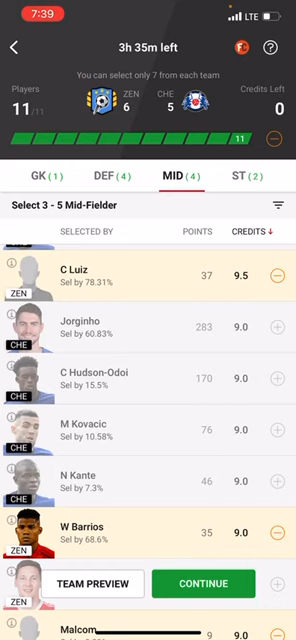 7:39
LTE
3h 35m left
FC
?
You can select only 7 from each team
Players
11/11
ZEN
6
CHE
5
Credits Left
0
11
GK (1)
DEF (4)
MID (4)
ST (2)
Select 3 - 5 Mid-Fielder
SELECTED BY
POINTS
CREDITS ↓
CHE
C Luiz
Sel by 78.31%
37
9.5
ZEN
Jorginho
Sel by 60.83%
283
9.0
CHE
C Hudson-Odoi
Sel by 15.5%
170
9.0
CHE
M Kovacic
Sel by 10.58%
76
9.0
CHE
N Kante
Sel by 7.3%
46
9.0
CHE
W Barrios
Sel by 68.6%
35
9.0
ZEN
TEAM PREVIEW
CONTINUE
ZEN
Malcom
9
9.0